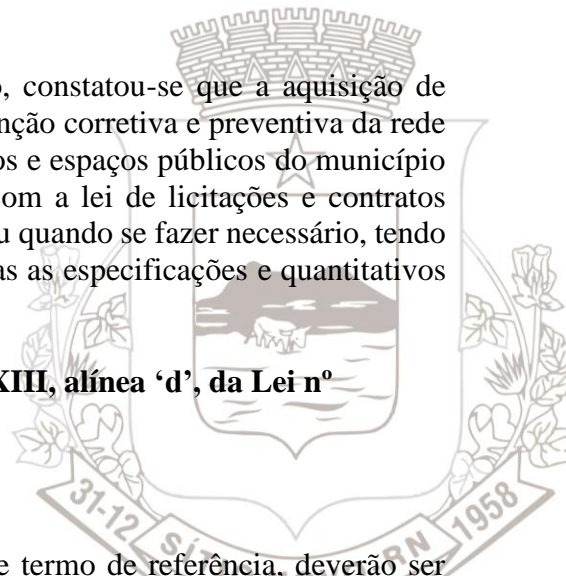 o, constatou-se que a aquisição de
nção corretiva e preventiva da rede
os e espaços públicos do município
om a lei de licitações e contratos
u quando se fazer necessário, tendo
as as especificações e quantitativos
XIII, alínea ‘d’, da Lei nº
31-12 SÍT RN 1958
e termo de referência, deverão ser